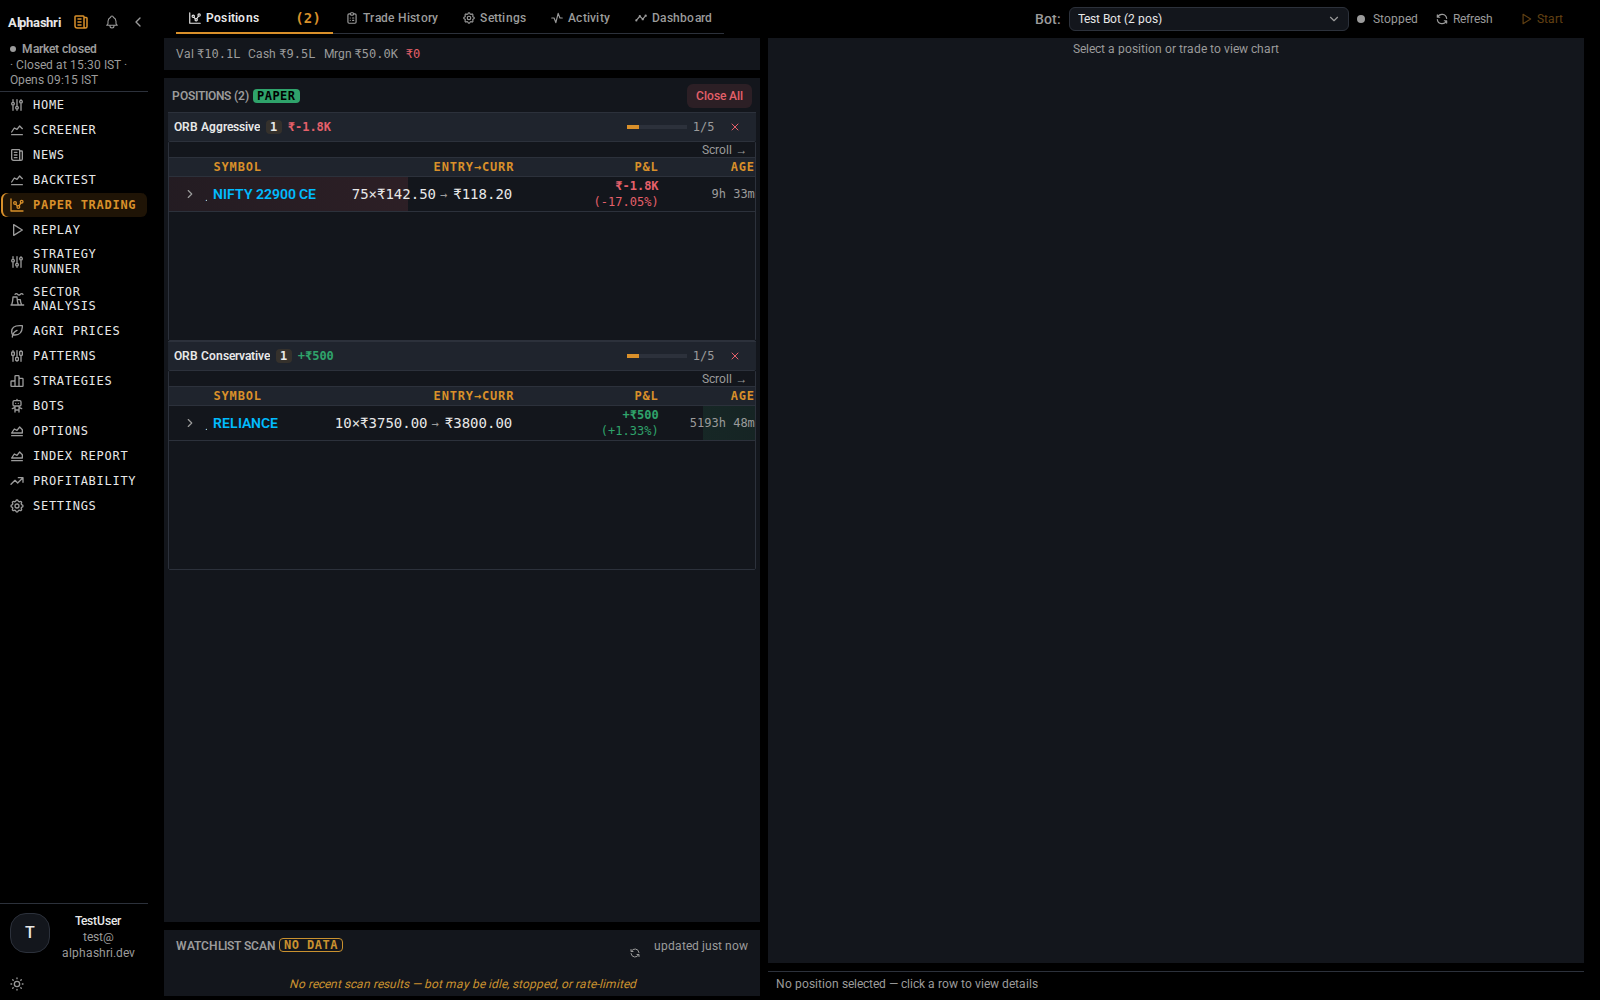 Alphashri
Market closed
· Closed at 15:30 IST ·
Opens 09:15 IST
HOME
SCREENER
NEWS
BACKTEST
PAPER TRADING
REPLAY
STRATEGY
RUNNER
SECTOR
ANALYSIS
AGRI PRICES
PATTERNS
STRATEGIES
BOTS
OPTIONS
INDEX REPORT
PROFITABILITY
SETTINGS
T
TestUser
test@
alphashri.dev
Positions (2) Trade History Settings Activity Dashboard
Bot: Test Bot (2 pos) Stopped Refresh Start
Val ₹10.1L Cash ₹9.5L Mrgn ₹50.0K ₹0
POSITIONS (2) PAPER Close All
ORB Aggressive 1 ₹-1.8K 1/5
Scroll →
SYMBOL ENTRY→CURR P&L AGE
NIFTY 22900 CE 75×₹142.50 → ₹118.20 ₹-1.8K 9h 33m
(-17.05%)
ORB Conservative 1 +₹500 1/5
Scroll →
SYMBOL ENTRY→CURR P&L AGE
RELIANCE 10×₹3750.00 → ₹3800.00 +₹500 5193h 48m
(+1.33%)
WATCHLIST SCAN NO DATA updated just now
No recent scan results — bot may be idle, stopped, or rate-limited
Select a position or trade to view chart
No position selected — click a row to view details